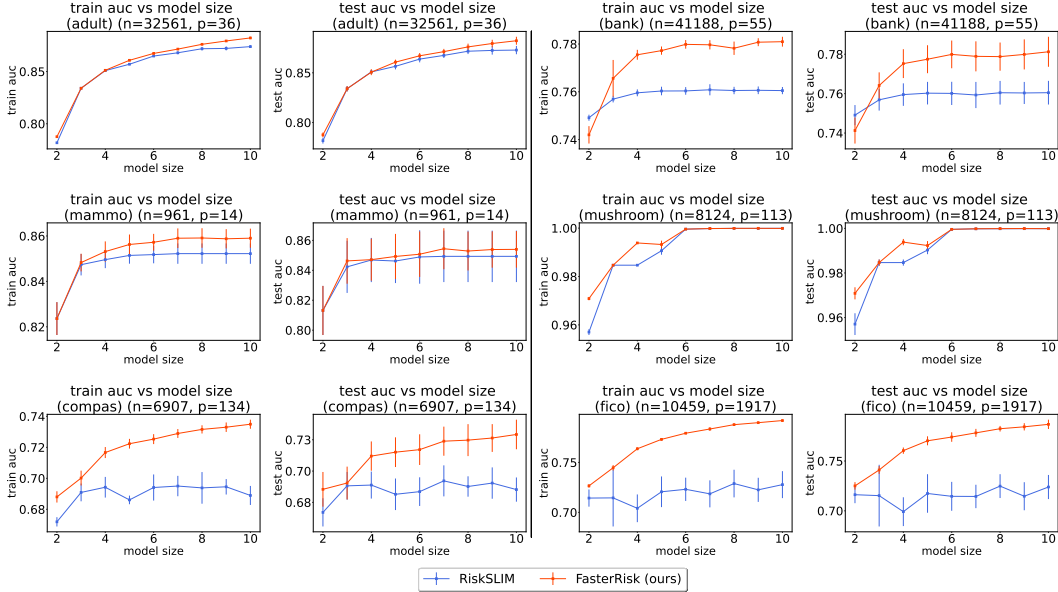 train auc vs model size
(adult) (n=32561, p=36)
train auc
0.85
0.80
2 4 6 8 10
model size
test auc vs model size
(adult) (n=32561, p=36)
test auc
0.85
0.80
2 4 6 8 10
model size
train auc vs model size
(bank) (n=41188, p=55)
train auc
0.78
0.76
0.74
2 4 6 8 10
model size
test auc vs model size
(bank) (n=41188, p=55)
test auc
0.78
0.76
0.74
2 4 6 8 10
model size
train auc vs model size
(mammo) (n=961, p=14)
train auc
0.86
0.84
0.82
2 4 6 8 10
model size
test auc vs model size
(mammo) (n=961, p=14)
test auc
0.86
0.84
0.82
0.80
2 4 6 8 10
model size
train auc vs model size
(mushroom) (n=8124, p=113)
train auc
1.00
0.98
0.96
2 4 6 8 10
model size
test auc vs model size
(mushroom) (n=8124, p=113)
test auc
1.00
0.98
0.96
2 4 6 8 10
model size
train auc vs model size
(compas) (n=6907, p=134)
train auc
0.74
0.72
0.70
0.68
2 4 6 8 10
model size
test auc vs model size
(compas) (n=6907, p=134)
test auc
0.73
0.70
0.68
2 4 6 8 10
model size
train auc vs model size
(fico) (n=10459, p=1917)
train auc
0.75
0.70
2 4 6 8 10
model size
test auc vs model size
(fico) (n=10459, p=1917)
test auc
0.75
0.70
2 4 6 8 10
model size
RiskSLIM
FasterRisk (ours)